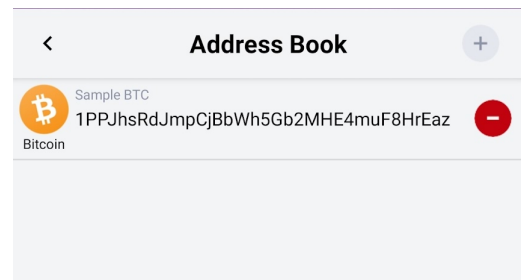 Address Book
Sample BTC
1PPJhsRdJmpCjBbWh5Gb2MHE4muF8HrEaz
Bitcoin